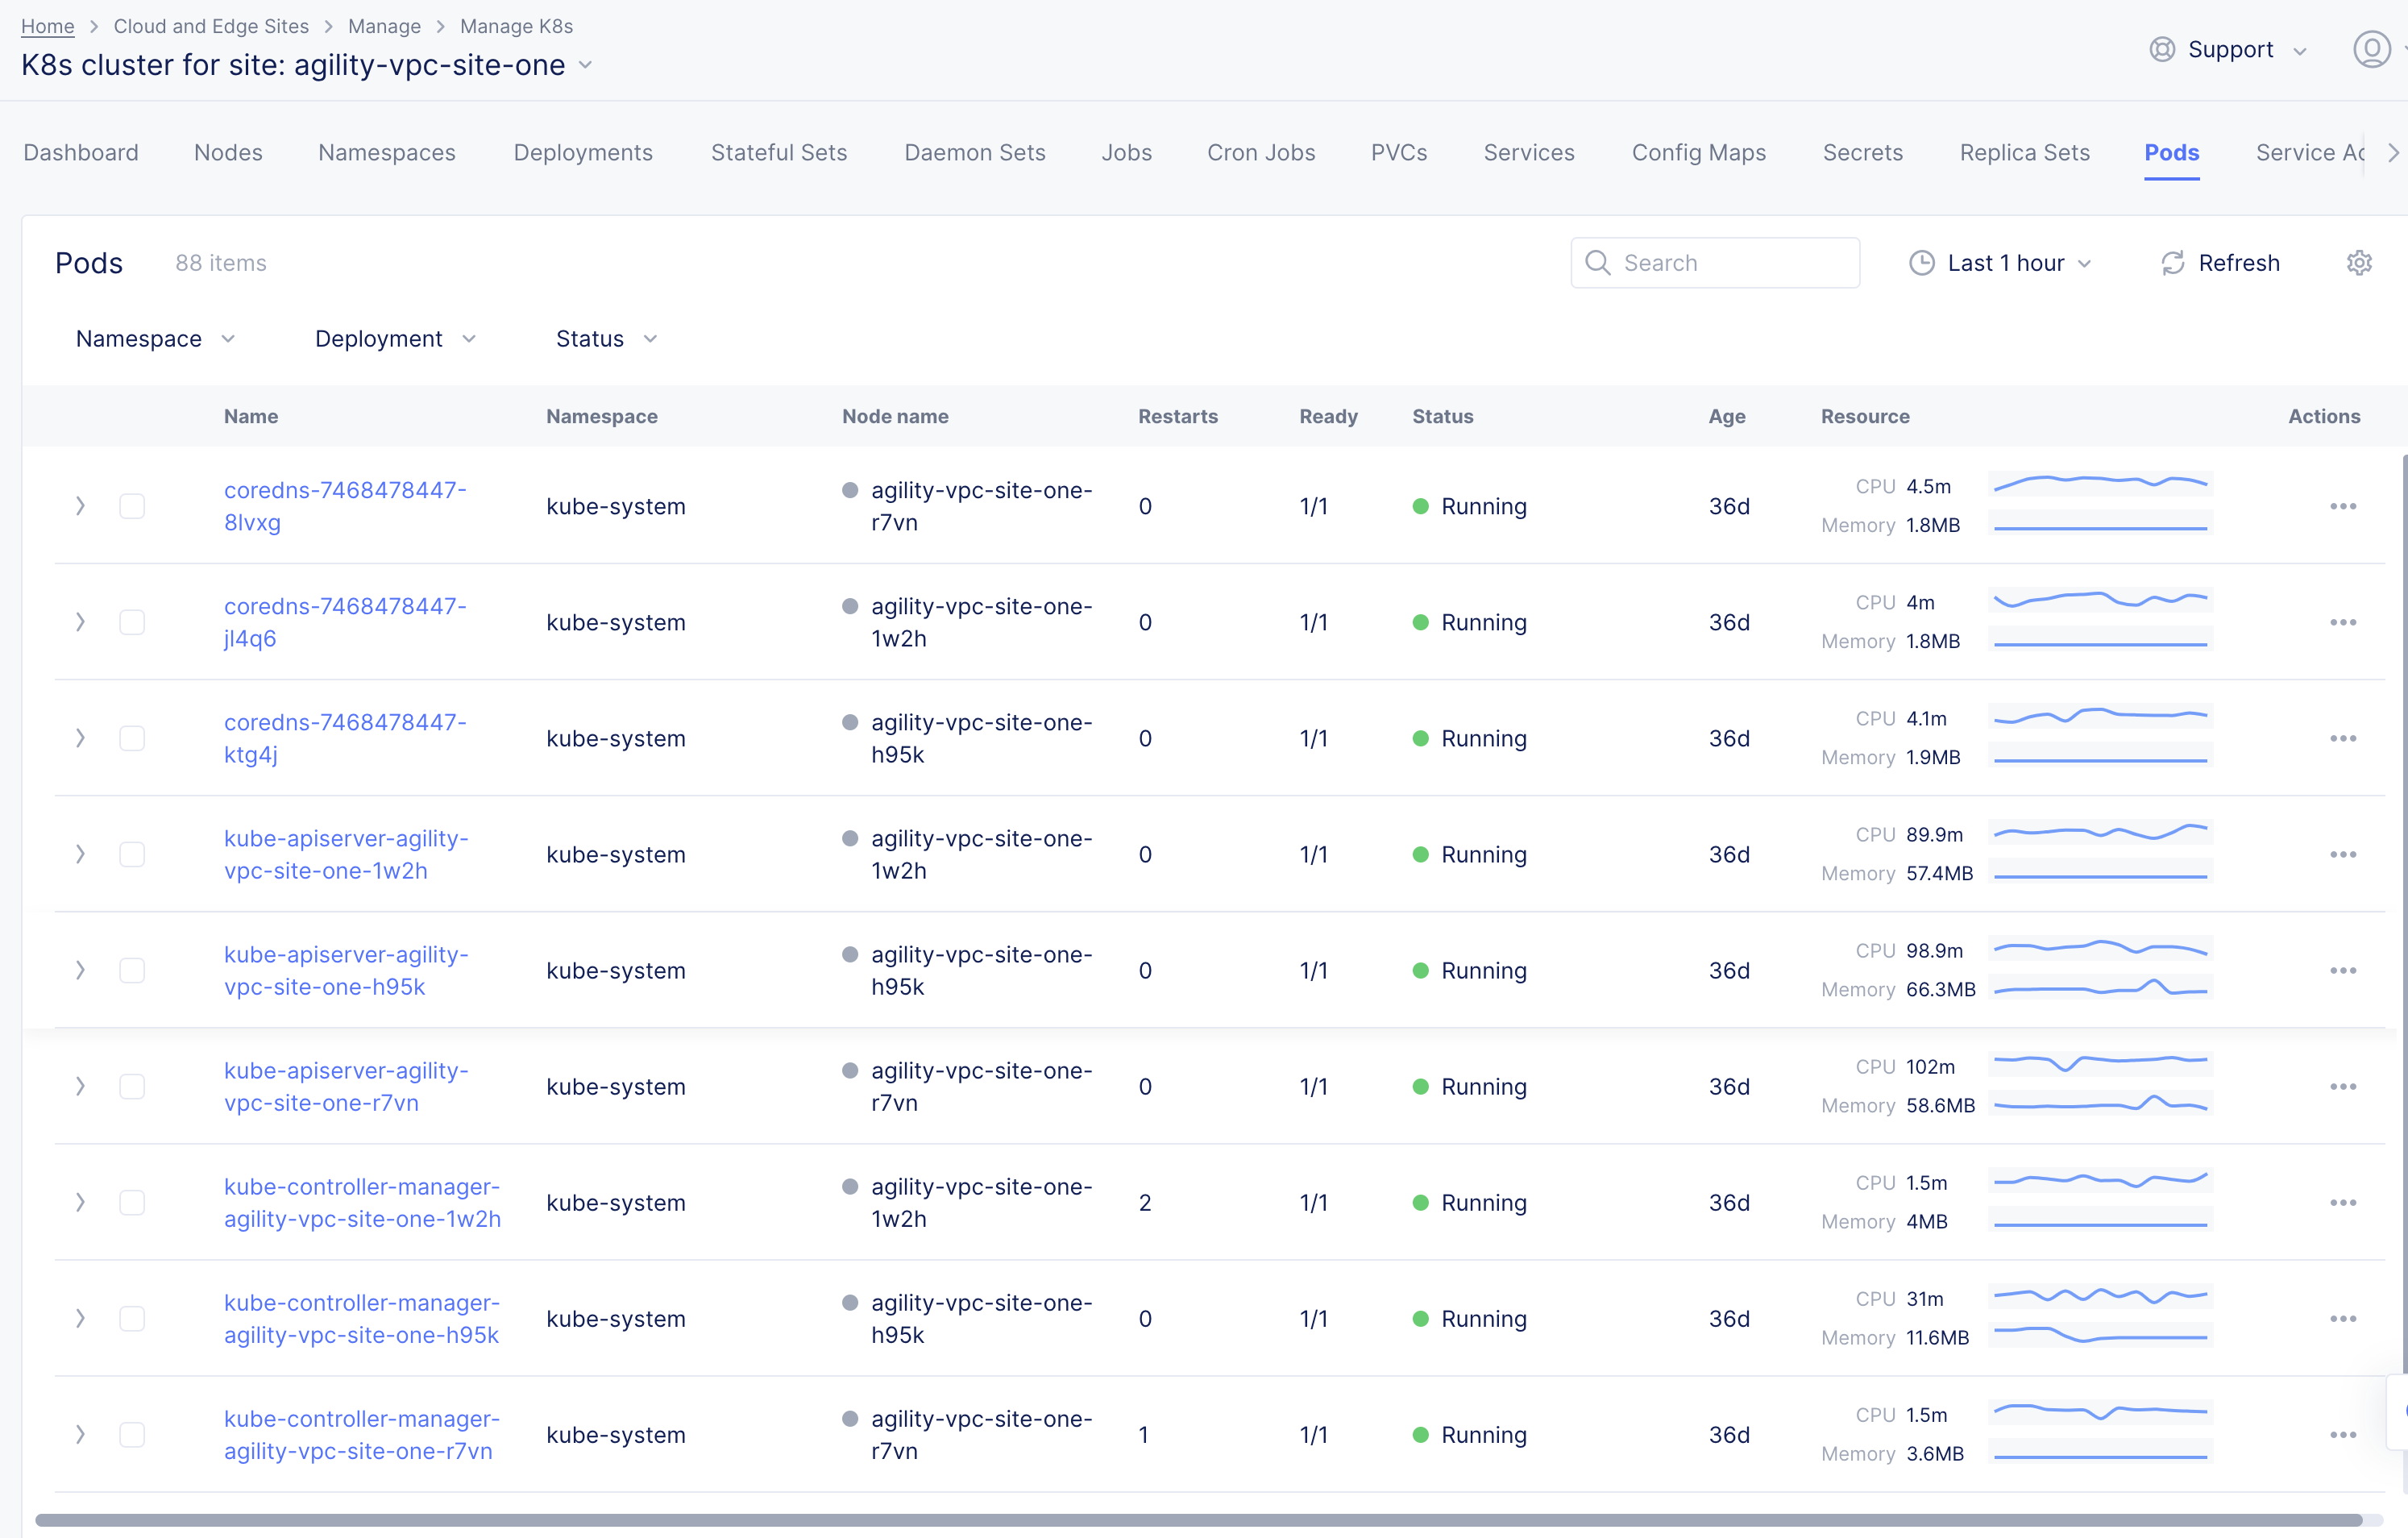 Home > Cloud and Edge Sites > Manage > Manage K8s
K8s cluster for site: agility-vpc-site-one
Support
Dashboard Nodes Namespaces Deployments Stateful Sets Daemon Sets Jobs Cron Jobs PVCs Services Config Maps Secrets Replica Sets Pods Service
Pods 88 items Search Last 1 hour Refresh
Namespace Deployment Status
Name Namespace Node name Restarts Ready Status Age Resource Actions
coredns-7468478447-
8lvxg
kube-system
agility-vpc-site-one-
r7vn
0 1/1 Running 36d
CPU 4.5m
Memory 1.8MB
coredns-7468478447-
jl4q6
kube-system
agility-vpc-site-one-
1w2h
0 1/1 Running 36d
CPU 4m
Memory 1.8MB
coredns-7468478447-
ktg4j
kube-system
agility-vpc-site-one-
h95k
0 1/1 Running 36d
CPU 4.1m
Memory 1.9MB
kube-apiserver-agility-
vpc-site-one-1w2h
kube-system
agility-vpc-site-one-
1w2h
0 1/1 Running 36d
CPU 89.9m
Memory 57.4MB
kube-apiserver-agility-
vpc-site-one-h95k
kube-system
agility-vpc-site-one-
h95k
0 1/1 Running 36d
CPU 98.9m
Memory 66.3MB
kube-apiserver-agility-
vpc-site-one-r7vn
kube-system
agility-vpc-site-one-
r7vn
0 1/1 Running 36d
CPU 102m
Memory 58.6MB
kube-controller-manager-
agility-vpc-site-one-1w2h
kube-system
agility-vpc-site-one-
1w2h
2 1/1 Running 36d
CPU 1.5m
Memory 4MB
kube-controller-manager-
agility-vpc-site-one-h95k
kube-system
agility-vpc-site-one-
h95k
0 1/1 Running 36d
CPU 31m
Memory 11.6MB
kube-controller-manager-
agility-vpc-site-one-r7vn
kube-system
agility-vpc-site-one-
r7vn
1 1/1 Running 36d
CPU 1.5m
Memory 3.6MB